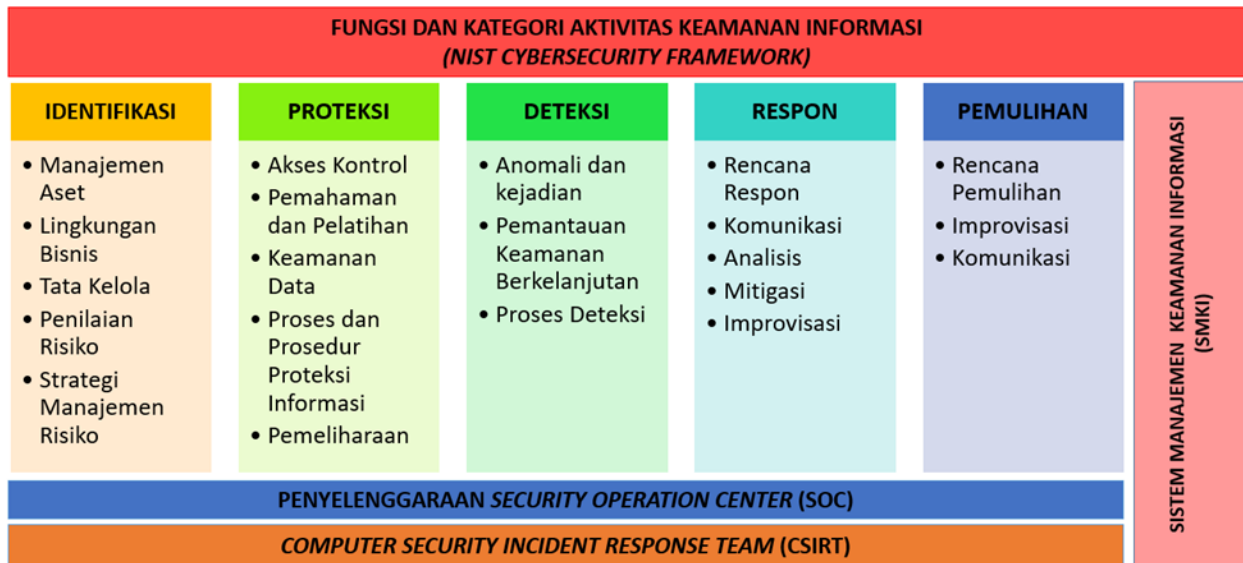 FUNGSI DAN KATEGORI AKTIVITAS KEAMANAN INFORMASI
(NIST CYBERSECURITY FRAMEWORK)
IDENTIFIKASI
• Manajemen
Aset
• Lingkungan
Bisnis
• Tata Kelola
• Penilaian
Risiko
• Strategi
Manajemen
Risiko
PROTEKSI
• Akses Kontrol
• Pemahaman
dan Pelatihan
• Keamanan
Data
• Proses dan
Prosedur
Proteksi
Informasi
• Pemeliharaan
DETEKSI
• Anomali dan
kejadian
• Pemantauan
Keamanan
Berkelanjutan
• Proses Deteksi
RESPON
• Rencana
Respon
• Komunikasi
• Analisis
• Mitigasi
• Improvisasi
PEMULIHAN
• Rencana
Pemulihan
• Improvisasi
• Komunikasi
SISTEM MANAJEMEN KEAMANAN INFORMASI
(SMKI)
PENYELENGGARAAN SECURITY OPERATION CENTER (SOC)
COMPUTER SECURITY INCIDENT RESPONSE TEAM (CSIRT)